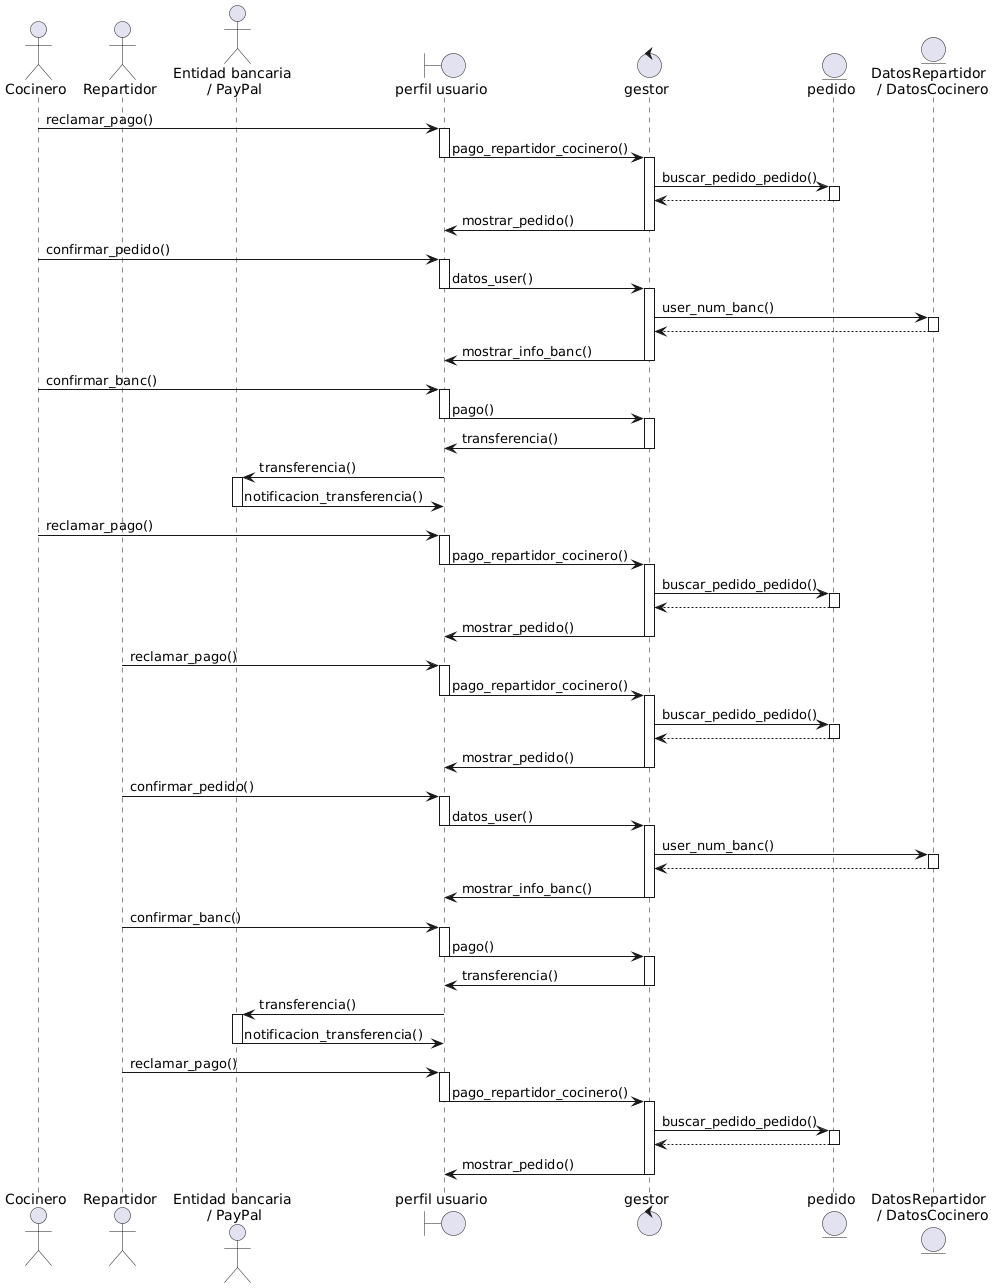 Cocinero
Repartidor
Entidad bancaria
/ PayPal
perfil usuario
gestor
pedido
DatosRepartidor
/ DatosCocinero
reclamar_pago()
pago_repartidor_cocinero()
buscar_pedido_pedido()
mostrar_pedido()
confirmar_pedido()
datos_user()
user_num_banc()
mostrar_info_banc()
confirmar_banc()
pago()
transferencia()
transferencia()
notificacion_transferencia()
reclamar_pago()
pago_repartidor_cocinero()
buscar_pedido_pedido()
mostrar_pedido()
reclamar_pago()
pago_repartidor_cocinero()
buscar_pedido_pedido()
mostrar_pedido()
confirmar_pedido()
datos_user()
user_num_banc()
mostrar_info_banc()
confirmar_banc()
pago()
transferencia()
transferencia()
notificacion_transferencia()
reclamar_pago()
pago_repartidor_cocinero()
buscar_pedido_pedido()
mostrar_pedido()
Cocinero
Repartidor
Entidad bancaria
/ PayPal
perfil usuario
gestor
pedido
DatosRepartidor
/ DatosCocinero